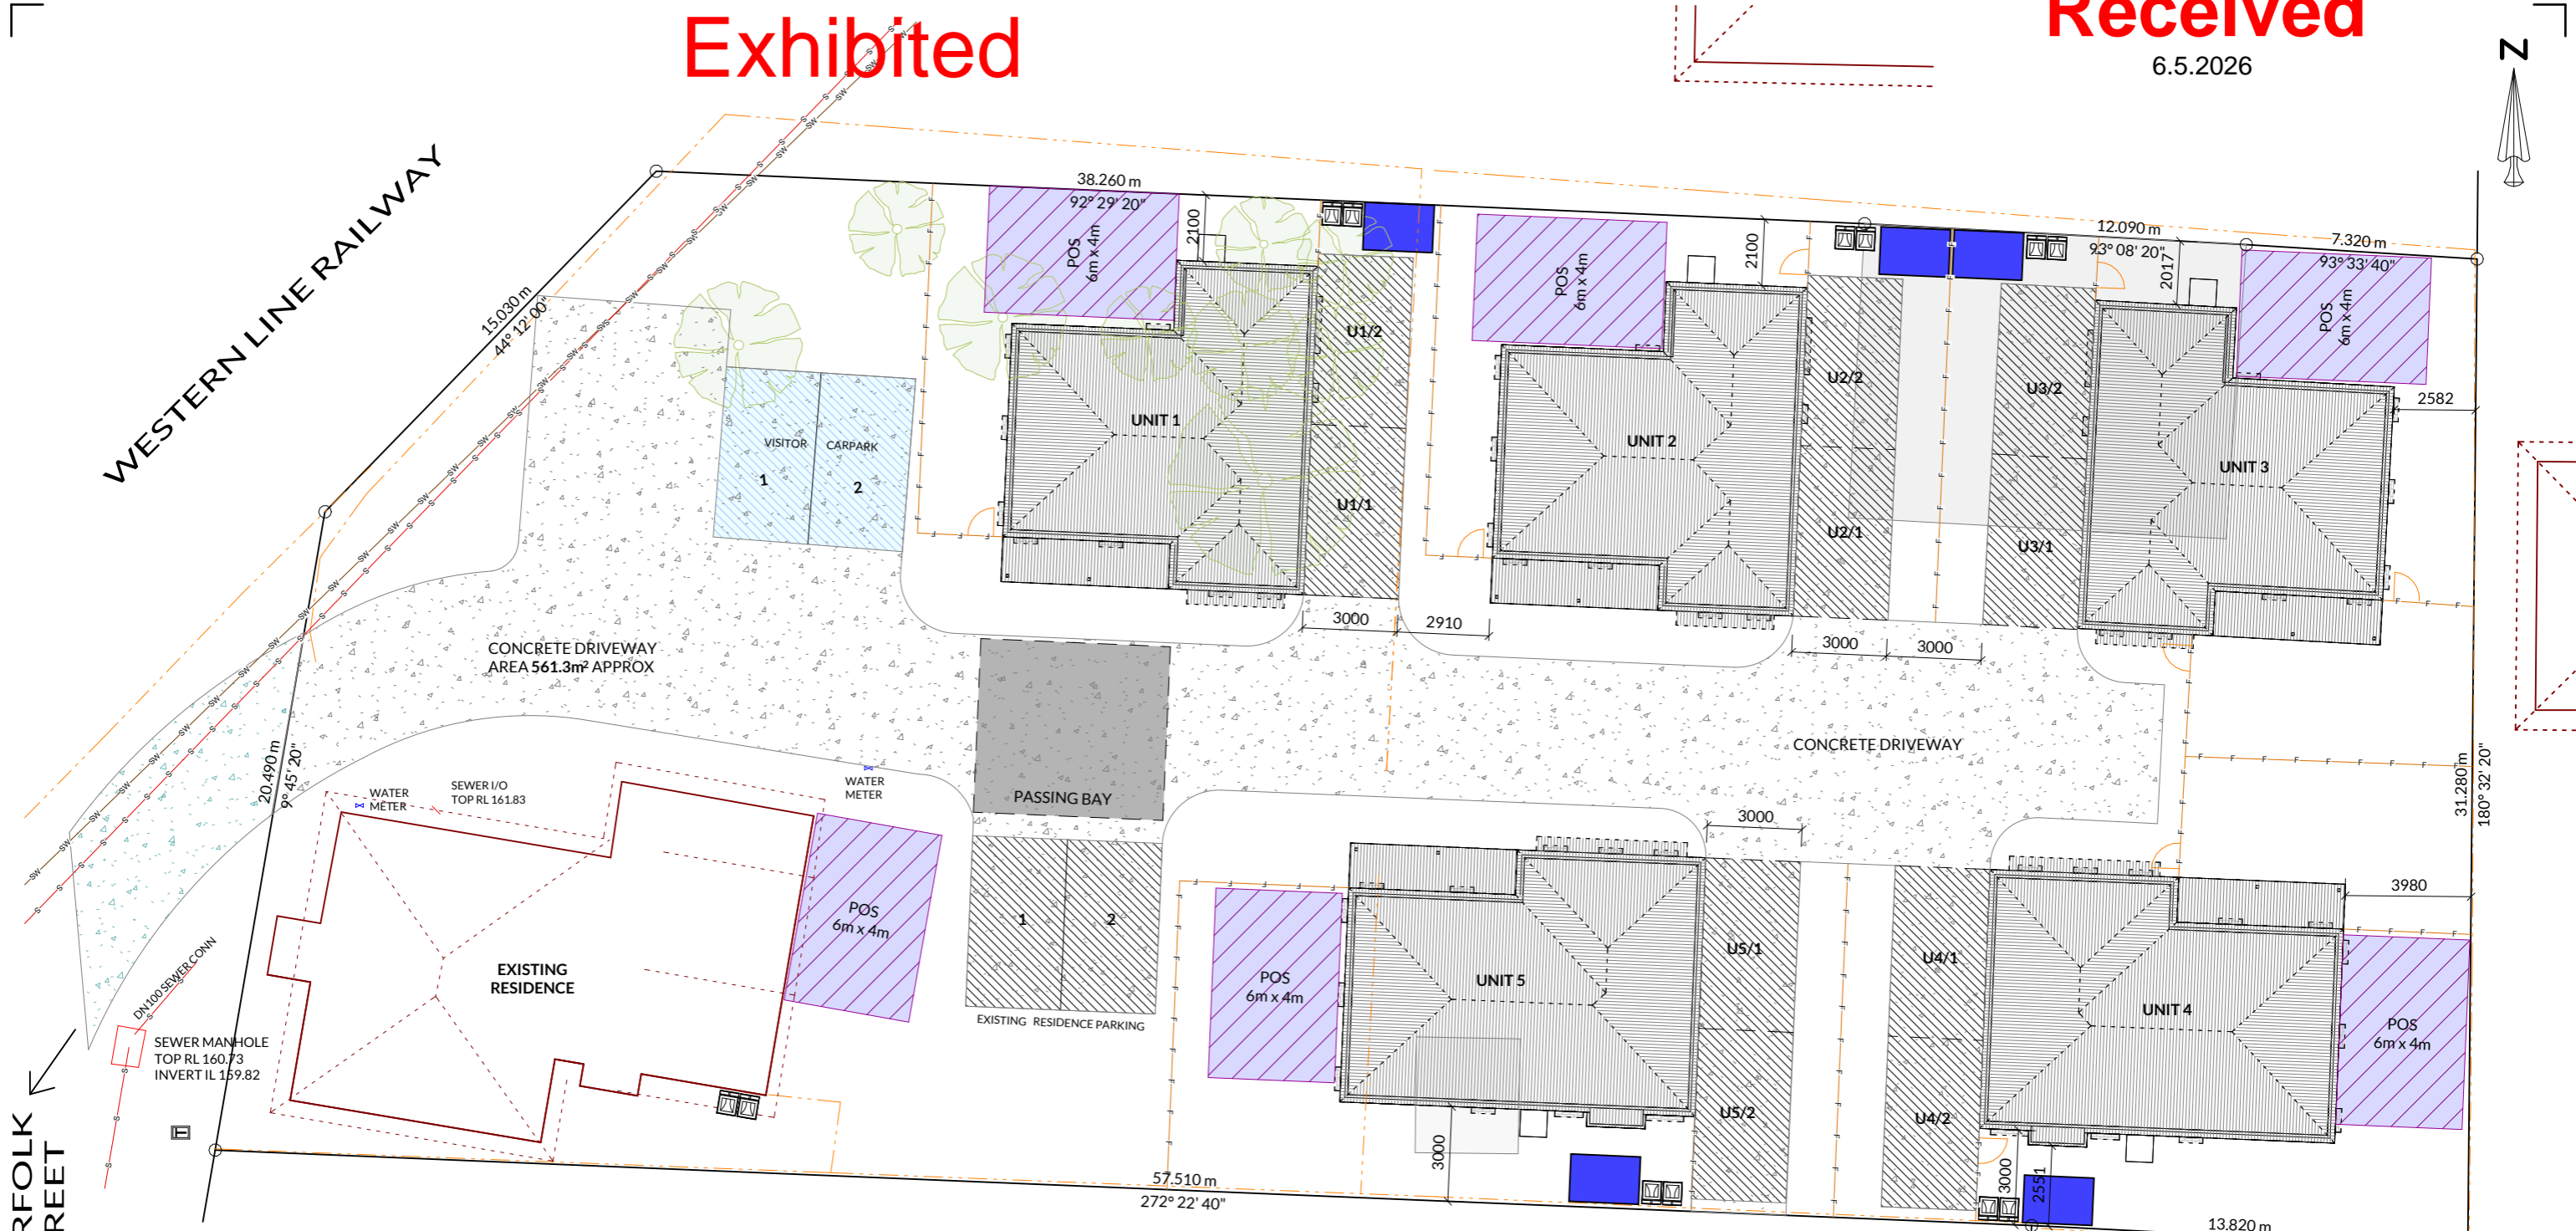 Exhibited
Received
6.5.2026
N
WESTERN LINE RAILWAY
15.030 m
44° 12' 00"
38.260 m
92° 29' 20"
12.090 m
93° 08' 20"
7.320 m
93° 33' 40"
2100
2100
2017
2582
POS
6m x 4m
POS
6m x 4m
POS
6m x 4m
UNIT 1
U1/2
U1/1
UNIT 2
U2/2
U2/1
U3/2
U3/1
UNIT 3
VISITOR CARPARK
1
2
3000
2910
3000
3000
CONCRETE DRIVEWAY
AREA 561.3m² APPROX
CONCRETE DRIVEWAY
PASSING BAY
20.490 m
9° 45' 20"
31.280 m
180° 32' 20"
WATER
METER
SEWER I/O
TOP RL 161.83
WATER
METER
3000
3980
POS
6m x 4m
1
2
EXISTING RESIDENCE PARKING
EXISTING
RESIDENCE
POS
6m x 4m
UNIT 5
U5/1
U5/2
U4/1
U4/2
UNIT 4
POS
6m x 4m
DN100 SEWER CONN
SEWER MANHOLE
TOP RL 160.73
INVERT IL 159.82
3000
3000
2551
57.510 m
272° 22' 40"
13.820 m
RFOLK
REET